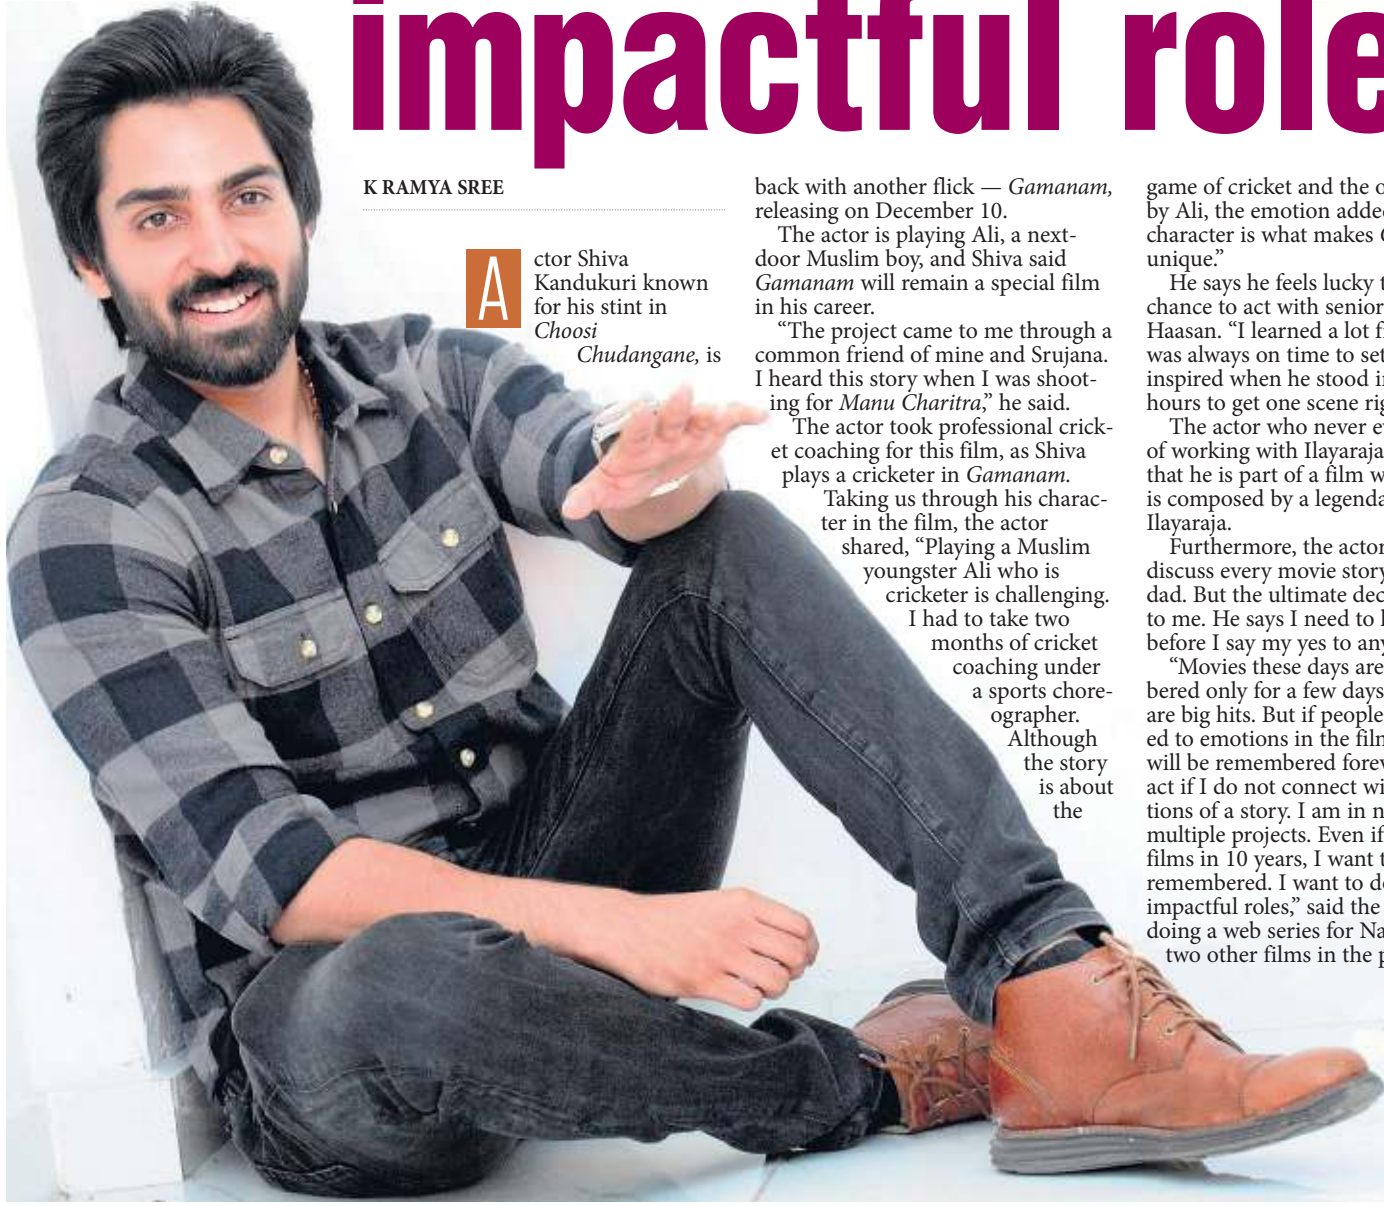 impactful role
K RAMYA SREE
Actor Shiva
Kandukuri known
for his stint in
Choosi
Chudangane, is
back with another flick — Gamanam,
releasing on December 10.
The actor is playing Ali, a next-
door Muslim boy, and Shiva said
Gamanam will remain a special film
in his career.
“The project came to me through a
common friend of mine and Srujana.
I heard this story when I was shoot-
ing for Manu Charitra,” he said.
The actor took professional crick-
et coaching for this film, as Shiva
plays a cricketer in Gamanam.
Taking us through his charac-
ter in the film, the actor
shared, “Playing a Muslim
youngster Ali who is
cricketer is challenging.
I had to take two
months of cricket
coaching under
a sports chore-
ographer.
Although
the story
is about
the
game of cricket and the
by Ali, the emotion
character is what makes
unique.”
He says he feels lucky
chance to act with senior
Haasan. “I learned a lot
was always on time to set
inspired when he stood
hours to get one scene
The actor who never
of working with Ilayaraja
that he is part of a film
is composed by a
Ilayaraja.
Furthermore, the actor
discuss every movie story
dad. But the ultimate
to me. He says I need to
before I say my yes to
“Movies these days are
bered only for a few days
are big hits. But if people
ed to emotions in the
will be remembered
act if I do not connect
tions of a story. I am in
multiple projects. Even if
films in 10 years, I want
remembered. I want to
impactful roles,” said the
doing a web series for
two other films in the